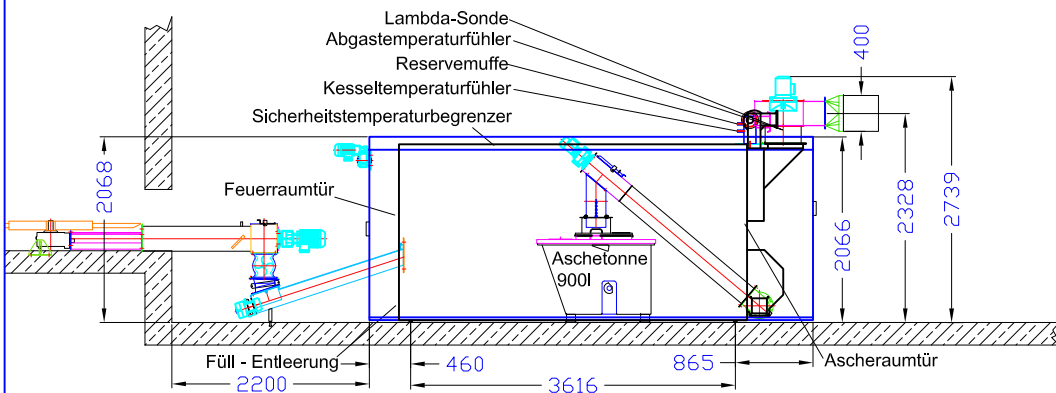 Lambda-Sonde
Abgastemperaturfühler
Reservemuffe
Kesseltemperaturfühler
Sicherheitstemperaturbegrenzer
400
2068
Feuerraumtür
2066
2328
2739
Aschetonne
900l
Füll - Entleerung
460
865
Ascheraumtür
2200
3616